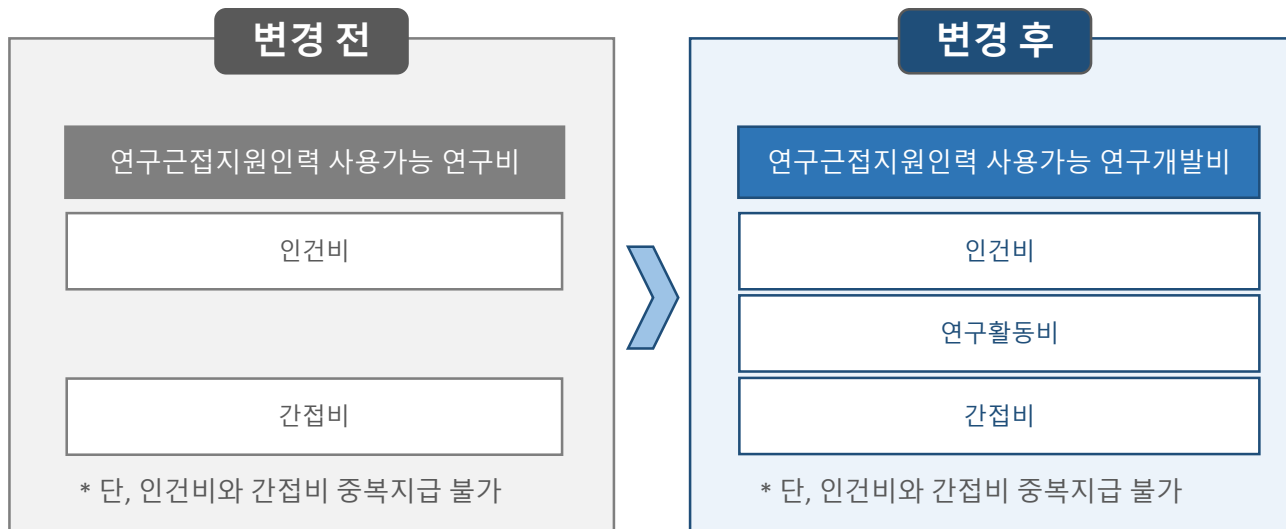 변경 전
연구근접지원인력 사용가능 연구비
인건비
간접비
* 단, 인건비와 간접비 중복지급 불가
변경 후
연구근접지원인력 사용가능 연구개발비
인건비
연구활동비
간접비
* 단, 인건비와 간접비 중복지급 불가